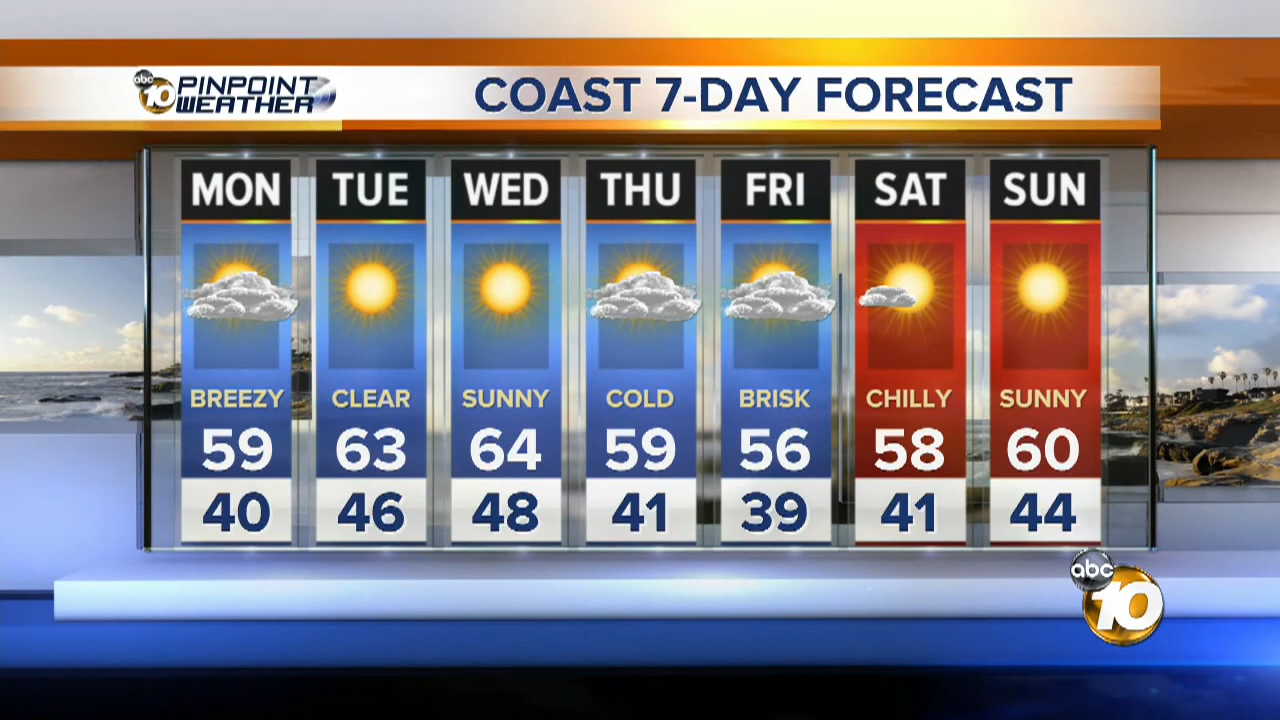 abc
10 PINPOINT
WEATHER
COAST 7-DAY FORECAST
MON TUE WED THU FRI SAT SUN
BREEZY CLEAR SUNNY COLD BRISK CHILLY SUNNY
59 63 64 59 56 58 60
40 46 48 41 39 41 44
abc
10